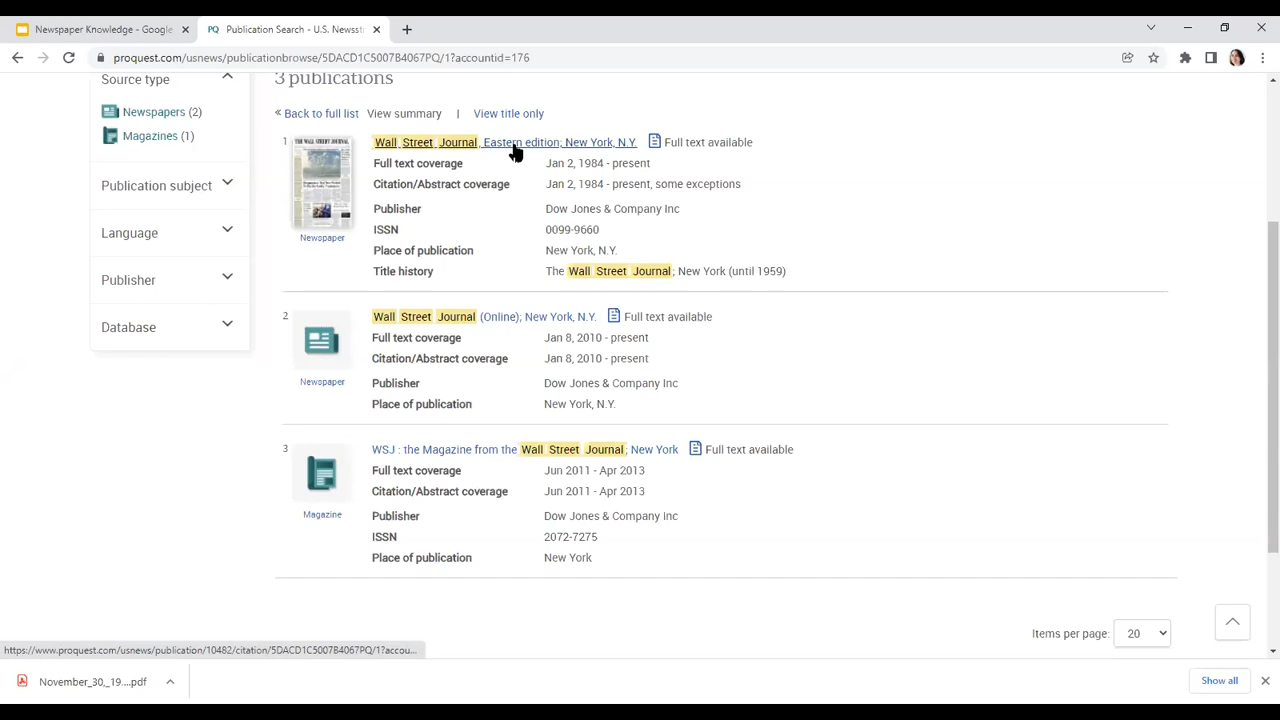 Newspaper Knowledge - Google
PQ Publication Search - U.S. Newsst
proquest.com/usnews/publicationbrowse/5DACD1C5007B4067PQ/1?accountid=176
Source type
Newspapers (2)
Magazines (1)
Publication subject
Language
Publisher
Database
3 publications
« Back to full list View summary | View title only
1 Wall Street Journal, Eastern edition; New York, N.Y. Full text available
THE WALL STREET JOURNAL
Newspaper
Full text coverage Jan 2, 1984 - present
Citation/Abstract coverage Jan 2, 1984 - present, some exceptions
Publisher Dow Jones & Company Inc
ISSN 0099-9660
Place of publication New York, N.Y.
Title history The Wall Street Journal; New York (until 1959)
2 Wall Street Journal (Online); New York, N.Y. Full text available
Newspaper
Full text coverage Jan 8, 2010 - present
Citation/Abstract coverage Jan 8, 2010 - present
Publisher Dow Jones & Company Inc
Place of publication New York, N.Y.
3 WSJ : the Magazine from the Wall Street Journal; New York Full text available
Magazine
Full text coverage Jun 2011 - Apr 2013
Citation/Abstract coverage Jun 2011 - Apr 2013
Publisher Dow Jones & Company Inc
ISSN 2072-7275
Place of publication New York
Items per page: 20
https://www.proquest.com/usnews/publication/10482/citation/5DACD1C5007B4067PQ/1?accou...
November_30,_19....pdf
Show all